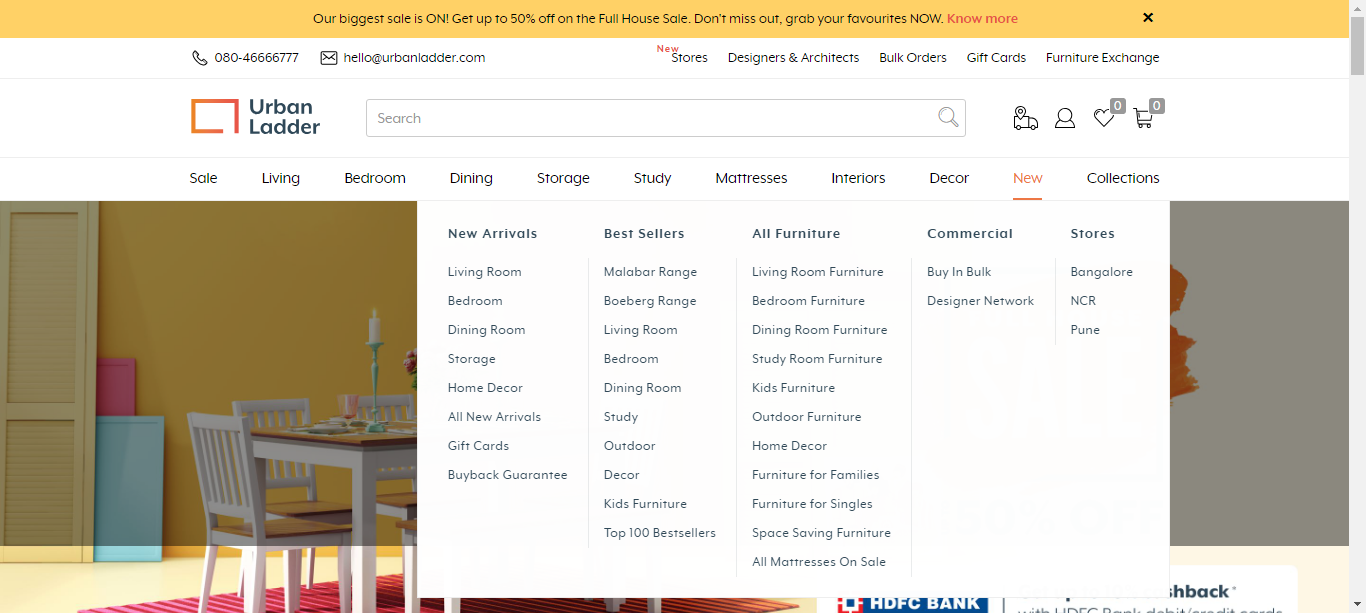 Our biggest sale is ON! Get up to 50% off on the Full House Sale. Don't miss out, grab your favourites NOW. Know more
080-46666777 hello@urbanladder.com New Stores Designers & Architects Bulk Orders Gift Cards Furniture Exchange
Urban
Ladder
Search
0 0
Sale Living Bedroom Dining Storage Study Mattresses Interiors Decor New Collections
New Arrivals
Living Room
Bedroom
Dining Room
Storage
Home Decor
All New Arrivals
Gift Cards
Buyback Guarantee
Best Sellers
Malabar Range
Boeberg Range
Living Room
Bedroom
Dining Room
Study
Outdoor
Decor
Kids Furniture
Top 100 Bestsellers
All Furniture
Living Room Furniture
Bedroom Furniture
Dining Room Furniture
Study Room Furniture
Kids Furniture
Outdoor Furniture
Home Decor
Furniture for Families
Furniture for Singles
Space Saving Furniture
All Mattresses On Sale
Commercial
Buy In Bulk
Designer Network
Stores
Bangalore
NCR
Pune
HDFC BANK
with HDFC Bank debit/credit cards